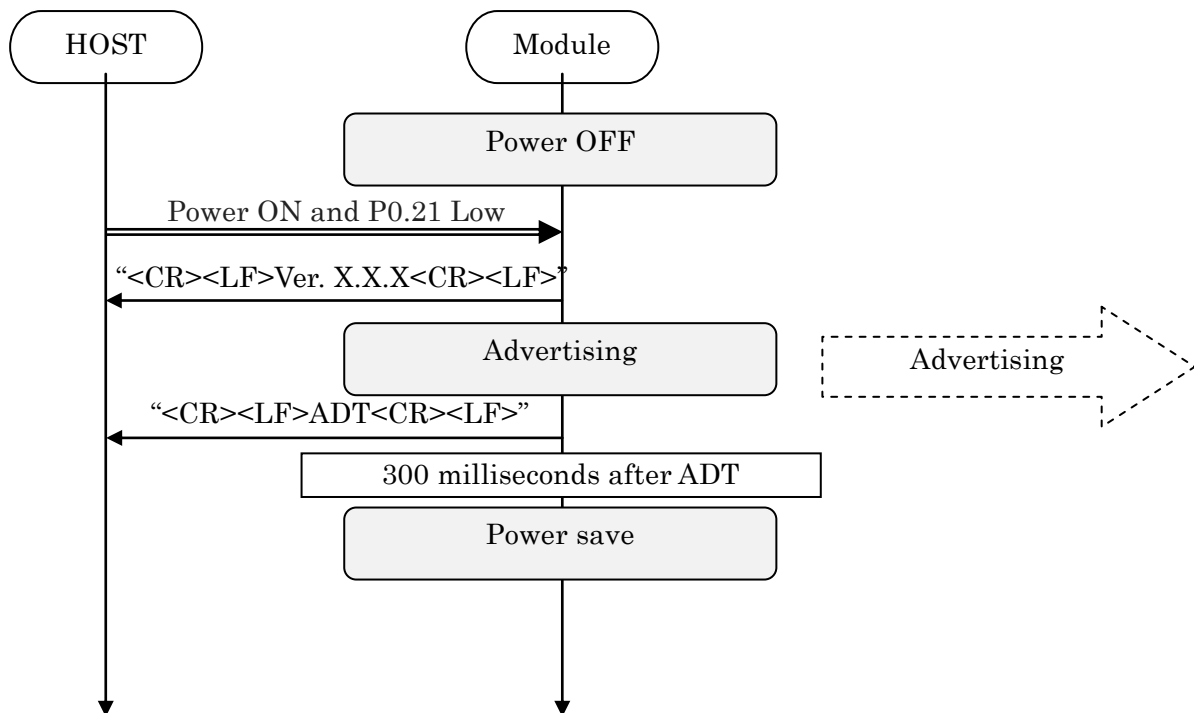 HOST
Module
Power OFF
Power ON and P0.21 Low
“<CR><LF>Ver. X.X.X<CR><LF>”
Advertising
Advertising
“<CR><LF>ADT<CR><LF>”
300 milliseconds after ADT
Power save